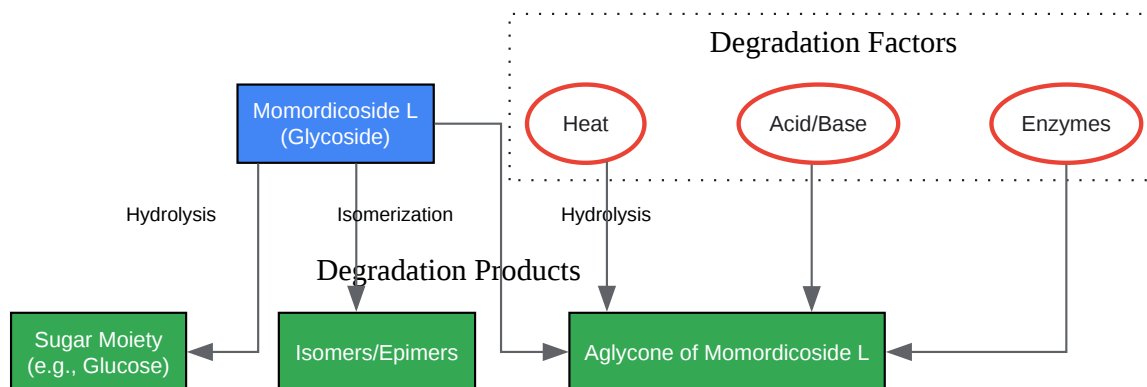 Degradation Factors
Momordicoside L
(Glycoside)
Heat
Acid/Base
Enzymes
Hydrolysis
Isomerization
Hydrolysis
Degradation Products
Sugar Moiety
(e.g., Glucose)
Isomers/Epimers
Aglycone of Momordicoside L